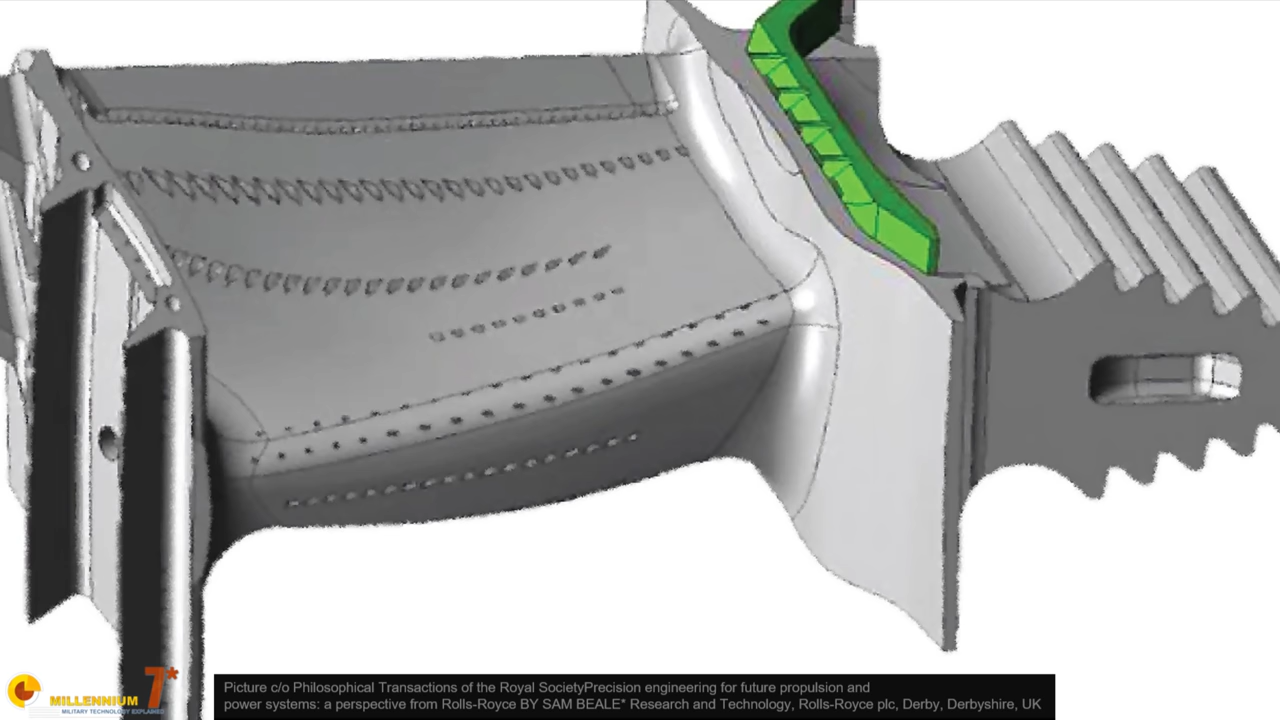 MILLENNIUM 7*
MILITARY TECHNOLOGY EXPLAINED
Picture c/o Philosophical Transactions of the Royal SocietyPrecision engineering for future propulsion and
power systems: a perspective from Rolls-Royce BY SAM BEALE* Research and Technology, Rolls-Royce plc, Derby, Derbyshire, UK